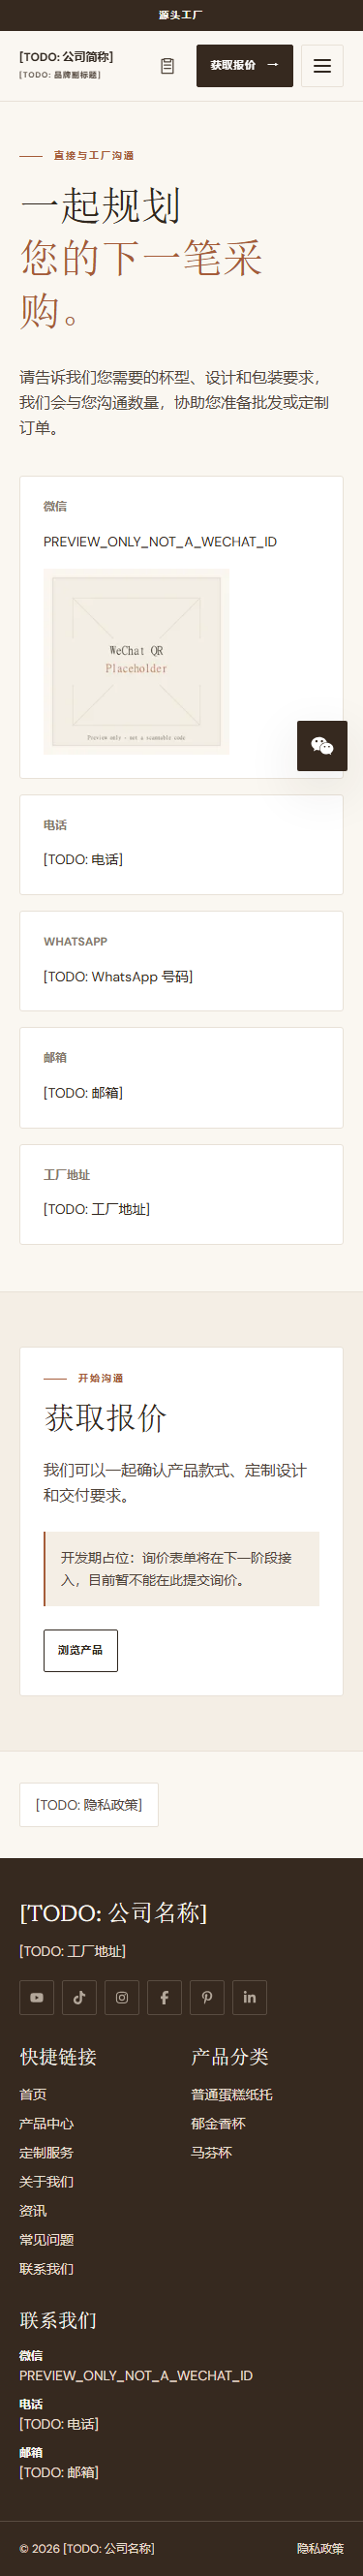 源头工厂
[TODO: 公司简称]
[TODO: 品牌副标题]
获取报价 →
直接与工厂沟通
一起规划
您的下一笔采
购。
请告诉我们您需要的杯型、设计和包装要求，
我们会与您沟通数量，协助您准备批发或定制
订单。
微信
PREVIEW_ONLY_NOT_A_WECHAT_ID
WeChat QR
Placeholder
Preview only - not a scannable code
电话
[TODO: 电话]
WHATSAPP
[TODO: WhatsApp 号码]
邮箱
[TODO: 邮箱]
工厂地址
[TODO: 工厂地址]
开始沟通
获取报价
我们可以一起确认产品款式、定制设计
和交付要求。
开发期占位：询价表单将在下一阶段接
入，目前暂不能在此提交询价。
浏览产品
[TODO: 隐私政策]
[TODO: 公司名称]
[TODO: 工厂地址]
快捷链接
首页
产品中心
定制服务
关于我们
资讯
常见问题
联系我们
产品分类
普通蛋糕纸托
郁金香杯
马芬杯
联系我们
微信
PREVIEW_ONLY_NOT_A_WECHAT_ID
电话
[TODO: 电话]
邮箱
[TODO: 邮箱]
© 2026 [TODO: 公司名称]
隐私政策